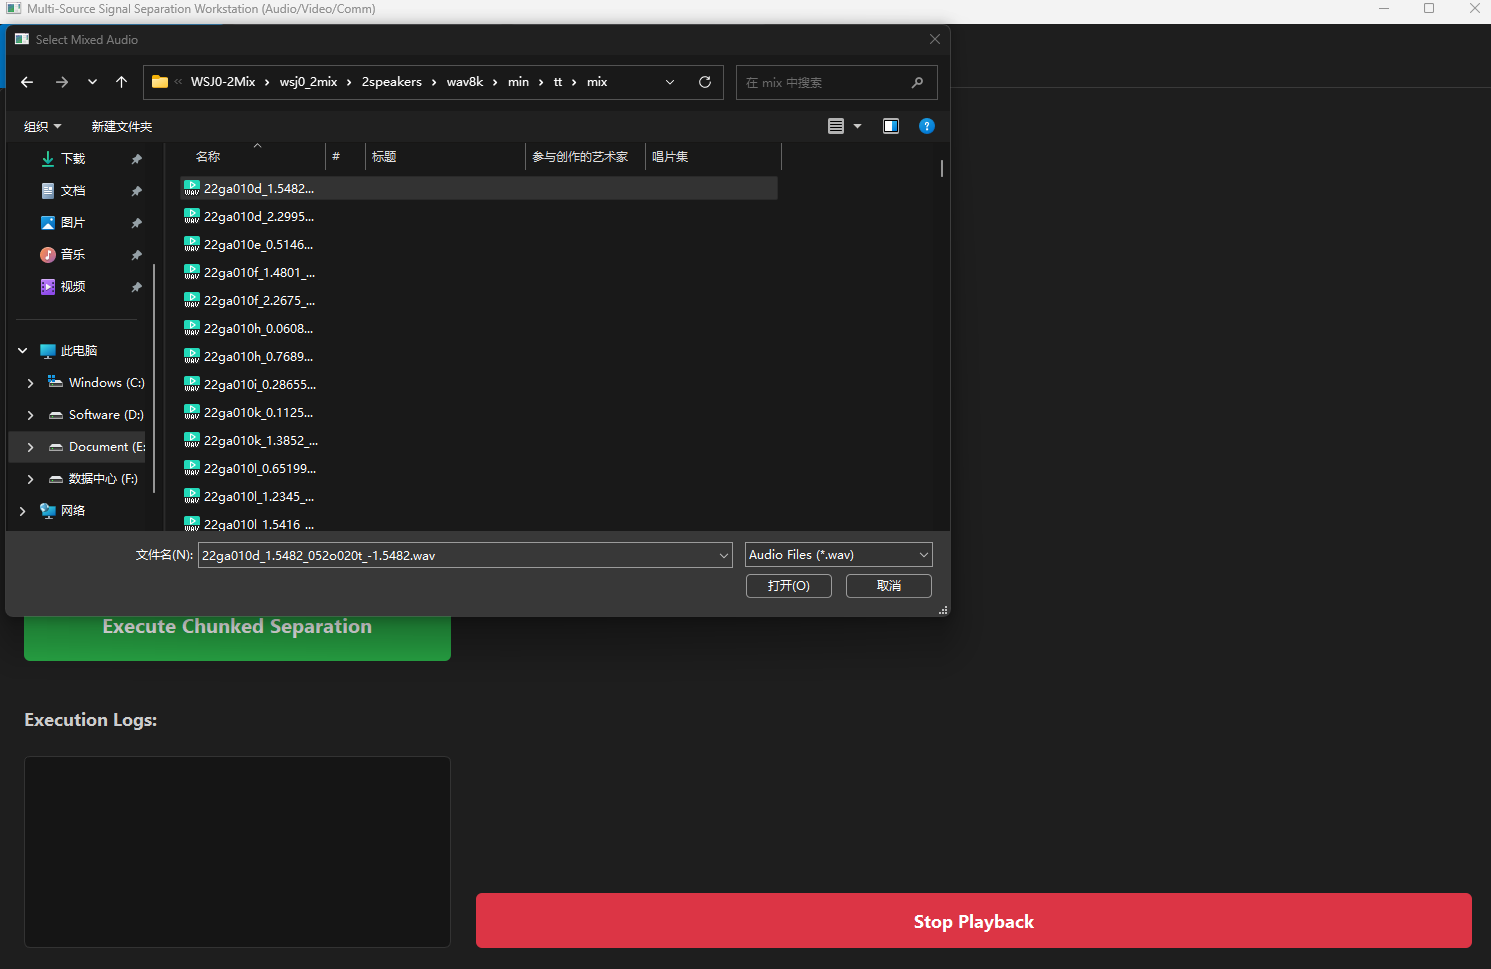 Multi-Source Signal Separation Workstation (Audio/Video/Comm)
Select Mixed Audio
« WSJ0-2Mix › wsj0_2mix › 2speakers › wav8k › min › tt › mix
在 mix 中搜索
组织
新建文件夹
下载
文档
图片
音乐
视频
此电脑
Windows (C:)
Software (D:)
Document (E:
数据中心 (F:)
网络
名称 # 标题 参与创作的艺术家 唱片集
22ga010d_1.5482...
22ga010d_2.2995...
22ga010e_0.5146...
22ga010f_1.4801_...
22ga010f_2.2675_...
22ga010h_0.0608...
22ga010h_0.7689...
22ga010i_0.28655...
22ga010k_0.1125...
22ga010k_1.3852_...
22ga010l_0.65199...
22ga010l_1.2345_...
22ga010l_1.5416_...
文件名(N): 22ga010d_1.5482_052o020t_-1.5482.wav
Audio Files (*.wav)
打开(O)
取消
Execute Chunked Separation
Execution Logs:
Stop Playback